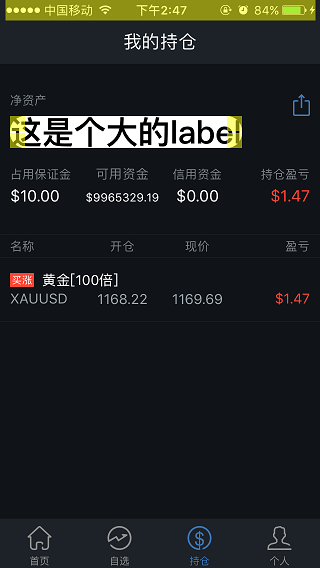 中国移动 下午2:47 84%
我的持仓
净资产
这是个大的label
占用保证金 可用资金 信用资金 持仓盈亏
$10.00 $9965329.19 $0.00 $1.47
名称 开仓 现价 盈亏
买涨 黄金[100倍]
XAUUSD 1168.22 1169.69 $1.47
首页 自选 持仓 个人